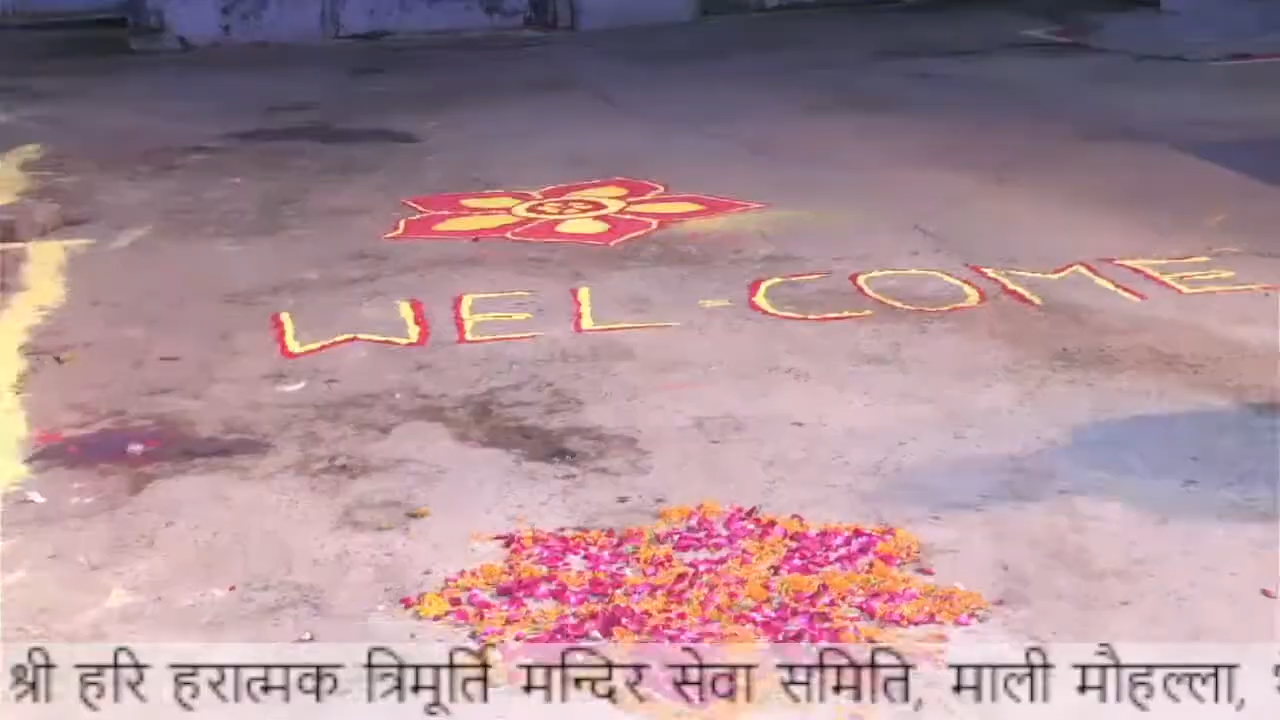 WEL-COME
श्री हरि हरात्मक त्रिमूर्ति मन्दिर सेवा समिति, माली मौहल्ला,